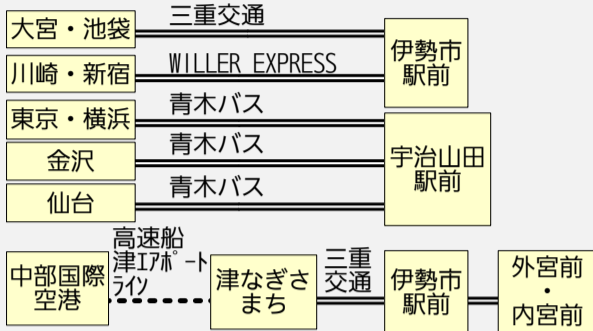 大宮・池袋
三重交通
伊勢市
駅前
川崎・新宿
WILLER EXPRESS
東京・横浜
青木バス
宇治山田
駅前
金沢
青木バス
仙台
青木バス
中部国際
空港
高速船
津ｴｱﾎﾟｰﾄ
ﾗｲﾝ
津なぎさ
まち
三重
交通
伊勢市
駅前
外宮前
・
内宮前